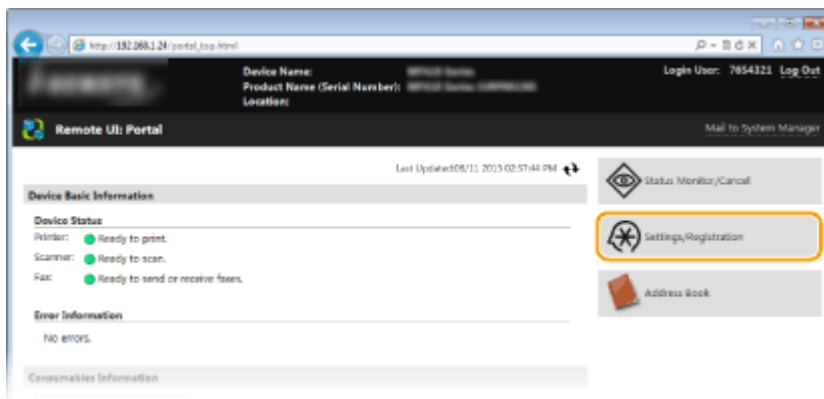 http://192.168.1.24/portal_top.html
Device Name:
Product Name (Serial Number):
Location:
Login User: 7654321 Log Out
Remote UI: Portal
Mail to System Manager
Last Updated:08/11 2015 02:57:44 PM
Device Basic Information
Device Status
Printer: Ready to print.
Scanner: Ready to scan.
Fax: Ready to send or receive faxes.
Error Information
No errors.
Consumables Information
Status Monitor/Cancel
Settings/Registration
Address Book